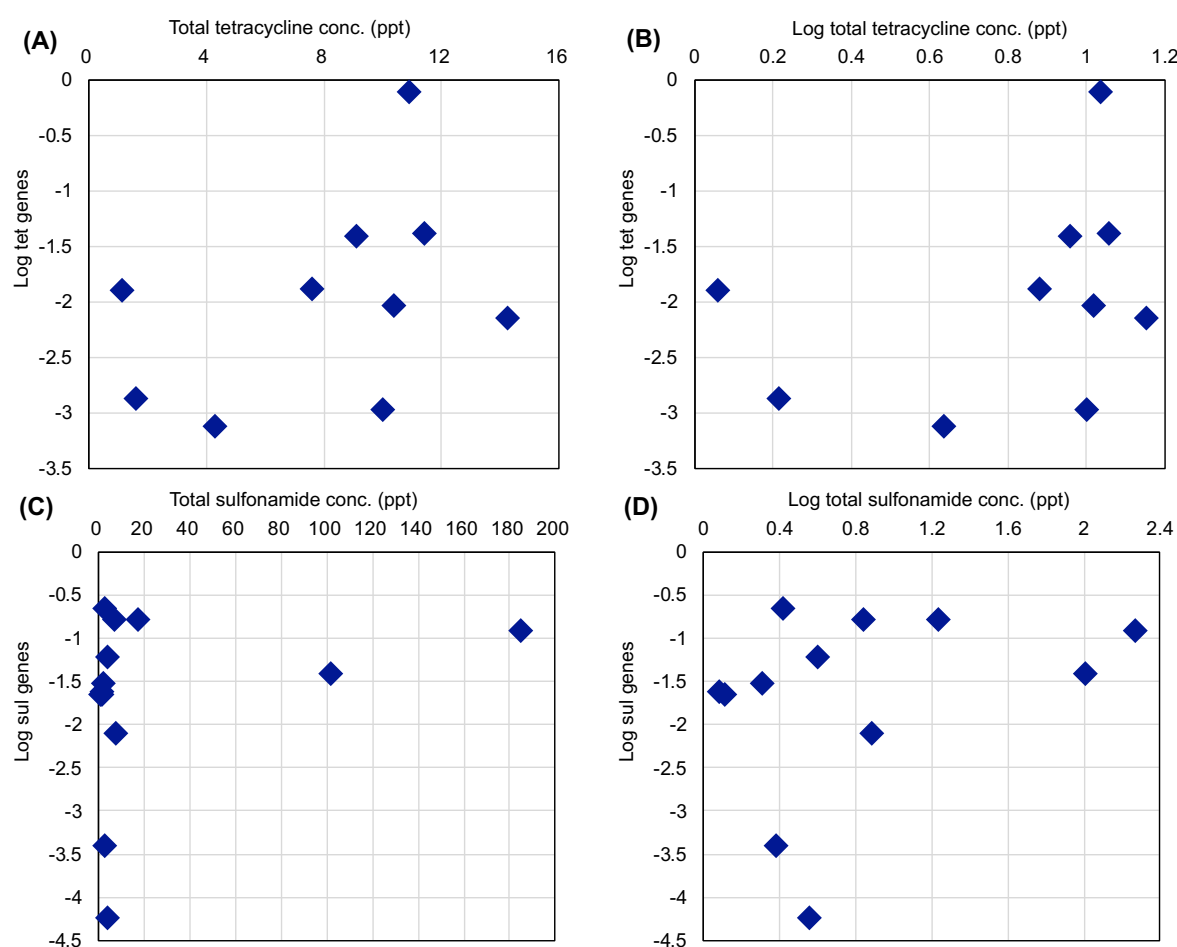 (A)
Total tetracycline conc. (ppt)
0 4 8 12 16
Log tet genes
0
-0.5
-1
-1.5
-2
-2.5
-3
-3.5
(B)
Log total tetracycline conc. (ppt)
0 0.2 0.4 0.6 0.8 1 1.2
Log tet genes
0
-0.5
-1
-1.5
-2
-2.5
-3
-3.5
(C)
Total sulfonamide conc. (ppt)
0 20 40 60 80 100 120 140 160 180 200
Log sul genes
0
-0.5
-1
-1.5
-2
-2.5
-3
-3.5
-4
-4.5
(D)
Log total sulfonamide conc. (ppt)
0 0.4 0.8 1.2 1.6 2 2.4
Log sul genes
0
-0.5
-1
-1.5
-2
-2.5
-3
-3.5
-4
-4.5